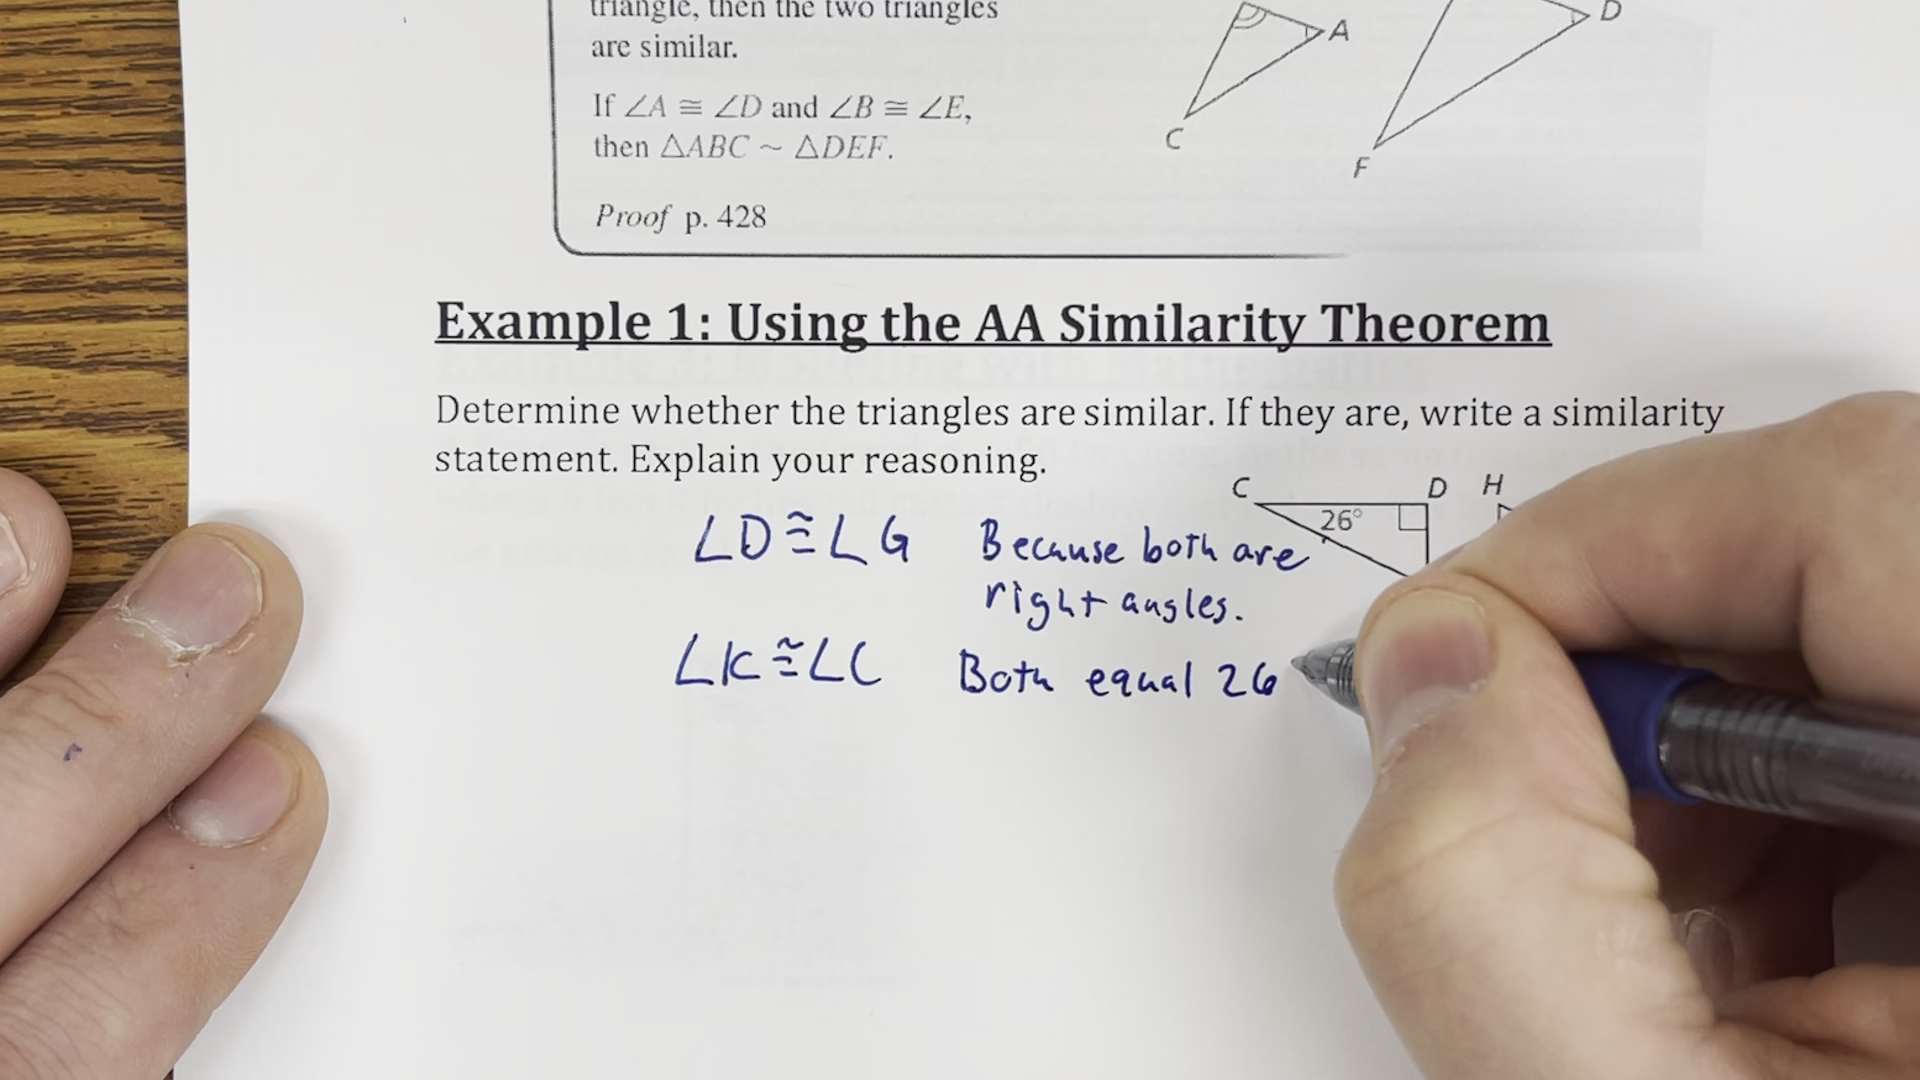 triangle, then the two triangles
are similar.
If ∠A ≅ ∠D and ∠B ≅ ∠E,
then △ABC ~ △DEF.
Proof p. 428
A
D
C
F
Example 1: Using the AA Similarity Theorem
Determine whether the triangles are similar. If they are, write a similarity
statement. Explain your reasoning.
C D H
26°
∠D ≅ ∠G Because both are
right angles.
∠K ≅ ∠C Both equal 26